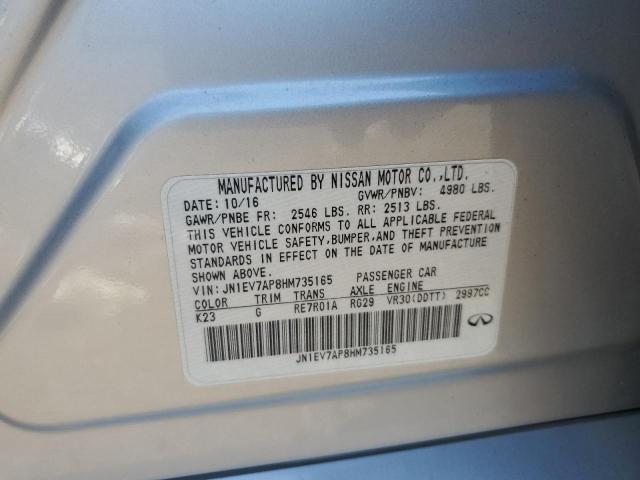 MANUFACTURED BY NISSAN MOTOR CO.,LTD.
DATE: 10/16 GVWR/PNBV: 4980 LBS.
GAWR/PNBE FR: 2546 LBS. RR: 2513 LBS.
THIS VEHICLE CONFORMS TO ALL APPLICABLE FEDERAL
MOTOR VEHICLE SAFETY,BUMPER,AND THEFT PREVENTION
STANDARDS IN EFFECT ON THE DATE OF MANUFACTURE
SHOWN ABOVE.
VIN: JN1EV7AP8HM735165 PASSENGER CAR
COLOR TRIM TRANS AXLE ENGINE
K23 G RE7R01A RG29 VR30(DDTT) 2997CC
JN1EV7AP8HM735165